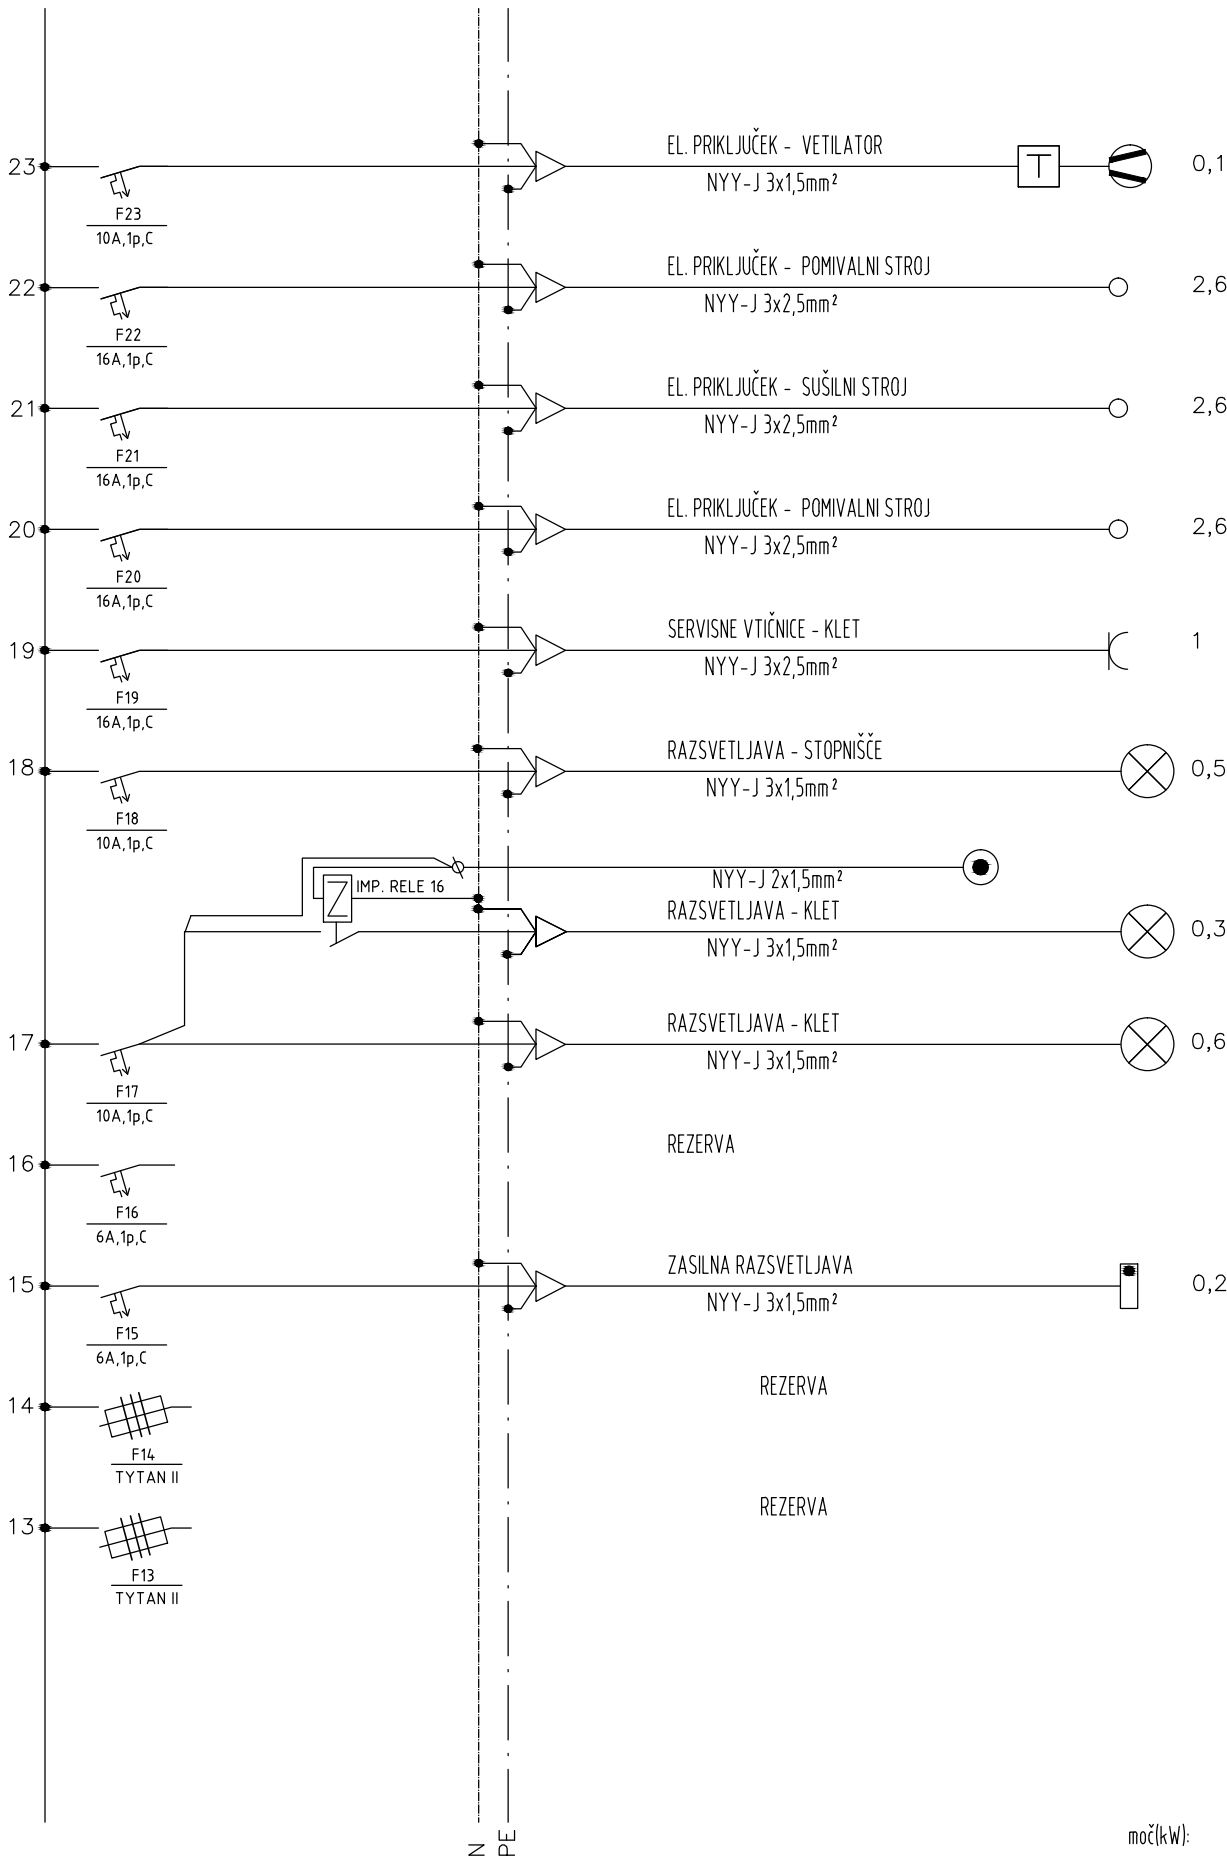 EL. PRIKLJUČEK - VETILATOR
23
T
0,1
NYY-J 3x1,5mm²
F23
10A,1p,C
EL. PRIKLJUČEK - POMIVALNI STROJ
22
2,6
NYY-J 3x2,5mm²
F22
16A,1p,C
EL. PRIKLJUČEK - SUŠILNI STROJ
21
2,6
NYY-J 3x2,5mm²
F21
16A,1p,C
EL. PRIKLJUČEK - POMIVALNI STROJ
20
2,6
NYY-J 3x2,5mm²
F20
16A,1p,C
SERVISNE VTIČNICE - KLET
19
1
NYY-J 3x2,5mm²
F19
16A,1p,C
RAZSVETLJAVA - STOPNIŠČE
18
0,5
NYY-J 3x1,5mm²
F18
10A,1p,C
NYY-J 2x1,5mm²
IMP. RELE 16
RAZSVETLJAVA - KLET
0,3
NYY-J 3x1,5mm²
RAZSVETLJAVA - KLET
17
0,6
NYY-J 3x1,5mm²
F17
10A,1p,C
REZERVA
16
F16
6A,1p,C
ZASILNA RAZSVETLJAVA
15
0,2
NYY-J 3x1,5mm²
F15
6A,1p,C
REZERVA
14
F14
TYTAN II
REZERVA
13
F13
TYTAN II
N
PE
moč(kW):